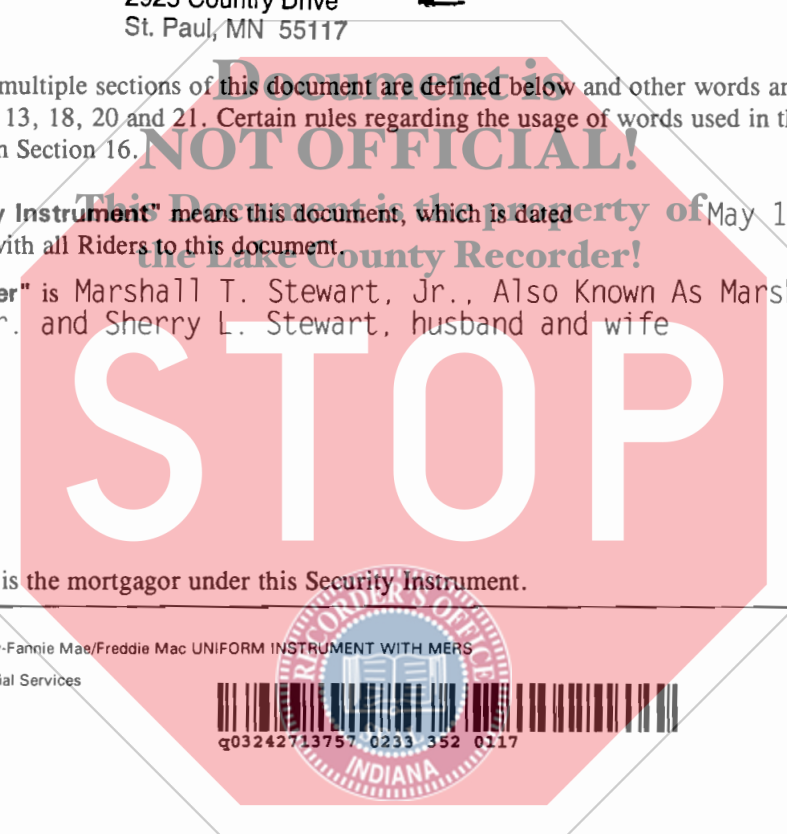 2925 Country Drive
St. Paul, MN 55117
multiple sections of this document are defined below and other words
13, 18, 20 and 21. Certain rules regarding the usage of words used in
Section 16.
Document is
NOT OFFICIAL!
This Document is the property of
the Lake County Recorder!
Instrument" means this document, which is dated May 1
with all Riders to this document.
er" is Marshall T. Stewart, Jr., Also Known As Mars
r. and Sherry L. Stewart, husband and wife
STOP
is the mortgagor under this Security Instrument.
-Fannie Mae/Freddie Mac UNIFORM INSTRUMENT WITH MERS
ial Services
RECORDER'S OFFICE
q03242713757 0233 352 0117
INDIANA